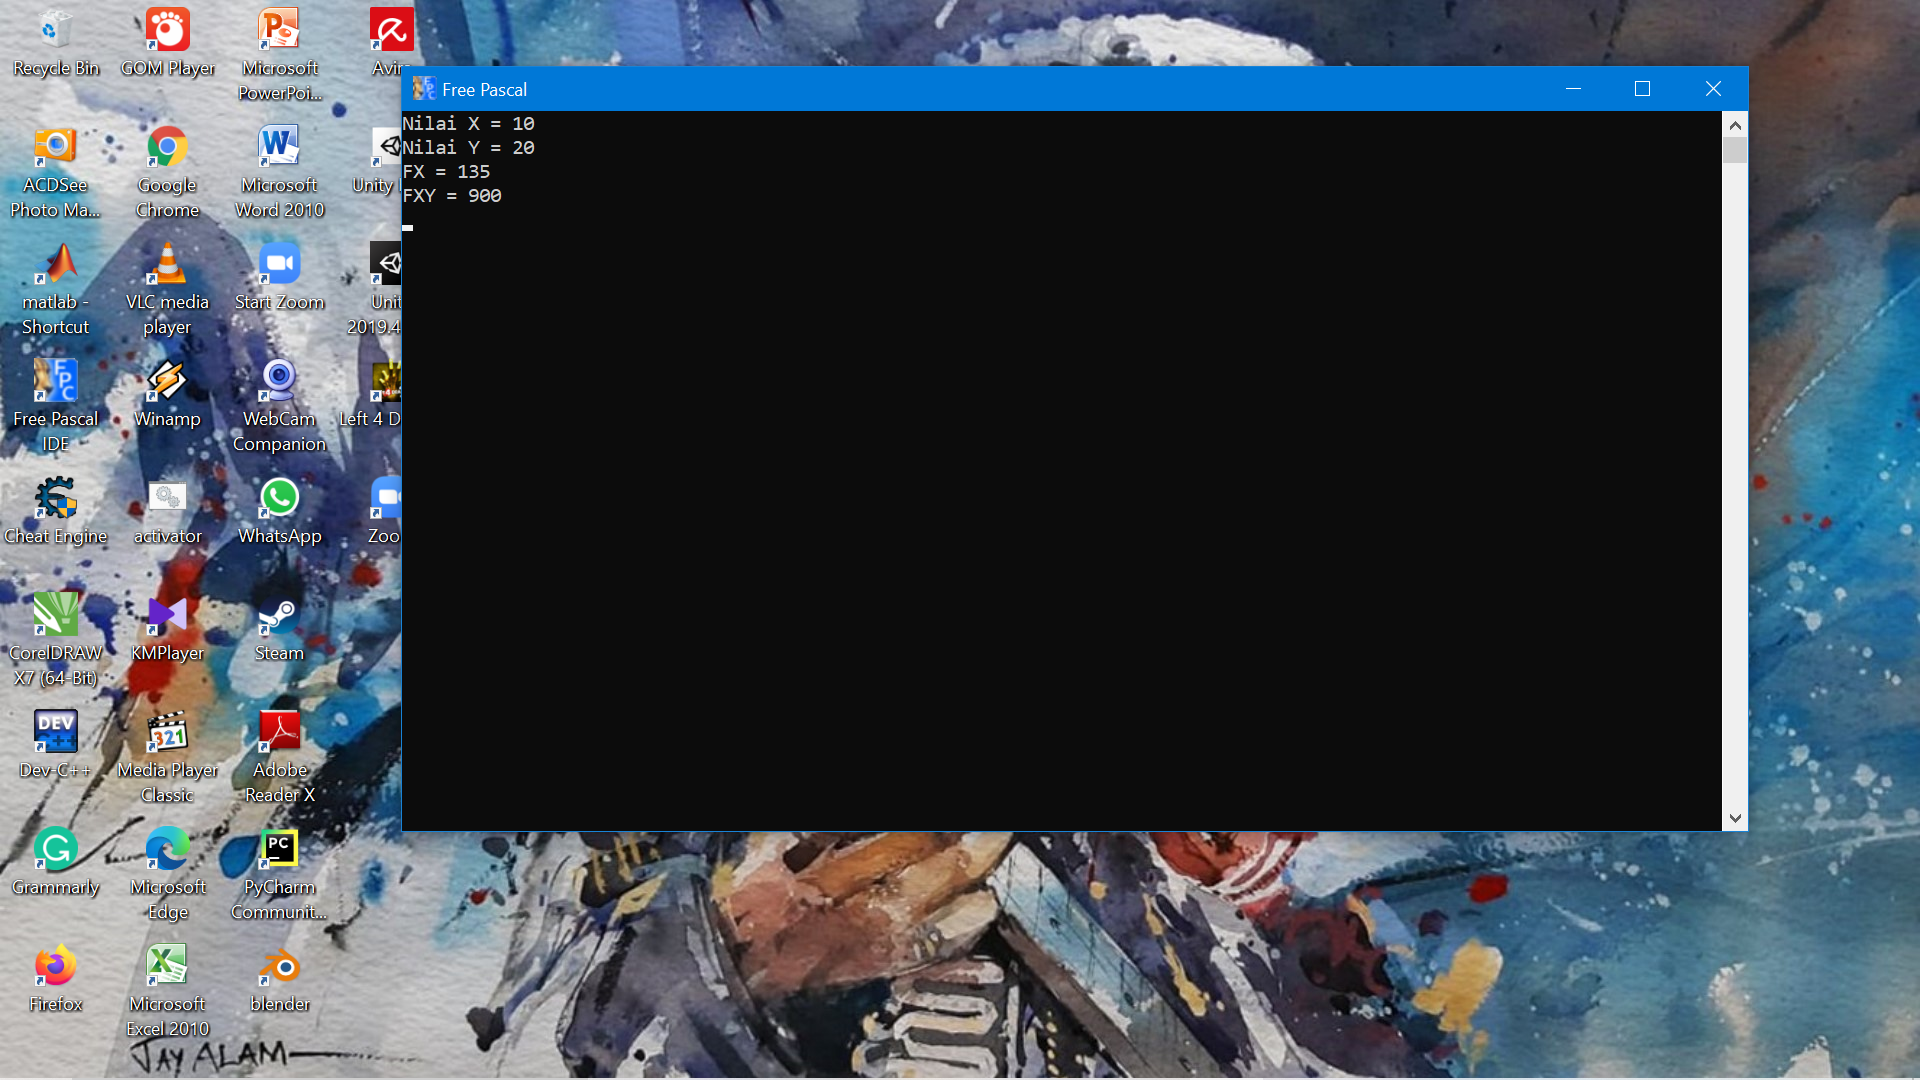 Recycle Bin
GOM Player
Microsoft
PowerPoi...
ACDSee
Photo Ma...
Google
Chrome
Microsoft
Word 2010
Unity
matlab -
Shortcut
VLC media
player
Start Zoom
2019.4
Free Pascal
IDE
Winamp
WebCam
Companion
Left 4 D
Cheat Engine
activator
WhatsApp
Zoo
CorelDRAW
X7 (64-Bit)
KMPlayer
Steam
DEV
C++
Dev-C++
321
Media Player
Classic
Adobe
Reader X
Grammarly
Microsoft
Edge
PC
PyCharm
Communit...
Firefox
Microsoft
Excel 2010
blender
JAY ALAM
Free Pascal
Nilai X = 10
Nilai Y = 20
FX = 135
FXY = 900